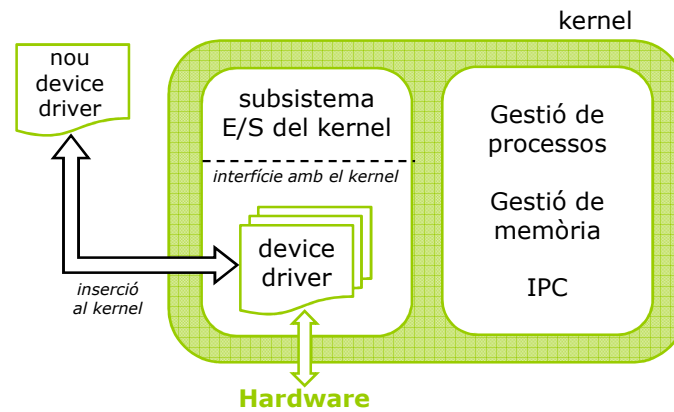 kernel
nou
device
driver
subsistema
E/S del kernel
interfície amb el kernel
device
driver
inserció
al kernel
Hardware
Gestió de
processos
Gestió de
memòria
IPC